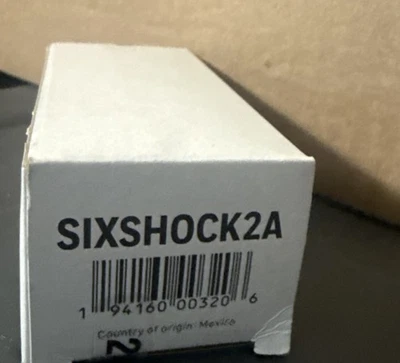 SIXSHOCK2A
1 94160 00320 6
Country of origin: Mexico
2